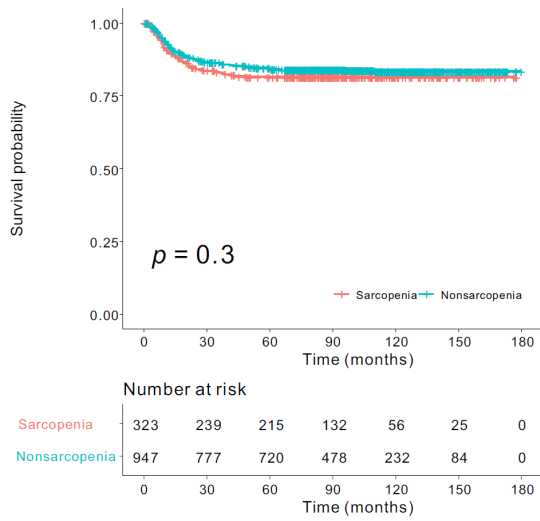 1.00
0.75
0.50
0.25
0.00
Survival probability
p = 0.3
Sarcopenia Nonsarcopenia
0 30 60 90 120 150 180
Time (months)
Number at risk
Sarcopenia 323 239 215 132 56 25 0
Nonsarcopenia 947 777 720 478 232 84 0
0 30 60 90 120 150 180
Time (months)